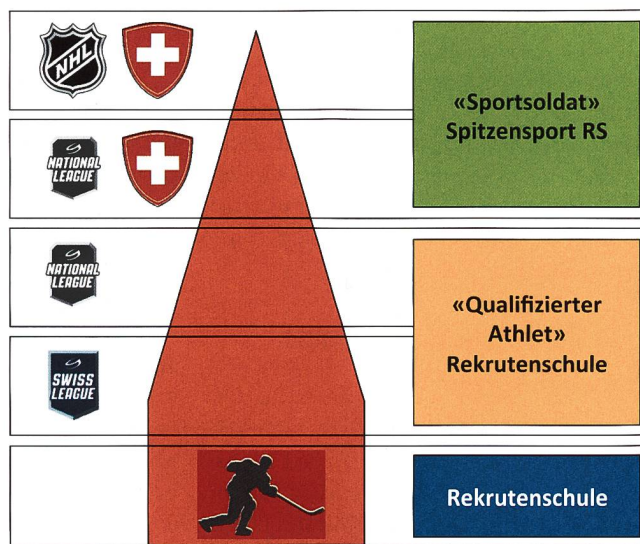 NHL
«Sportsoldat»
Spitzensport RS
NATIONAL
LEAGUE
NATIONAL
LEAGUE
«Qualifizierter
Athlet»
Rekrutenschule
SWISS
LEAGUE
Rekrutenschule